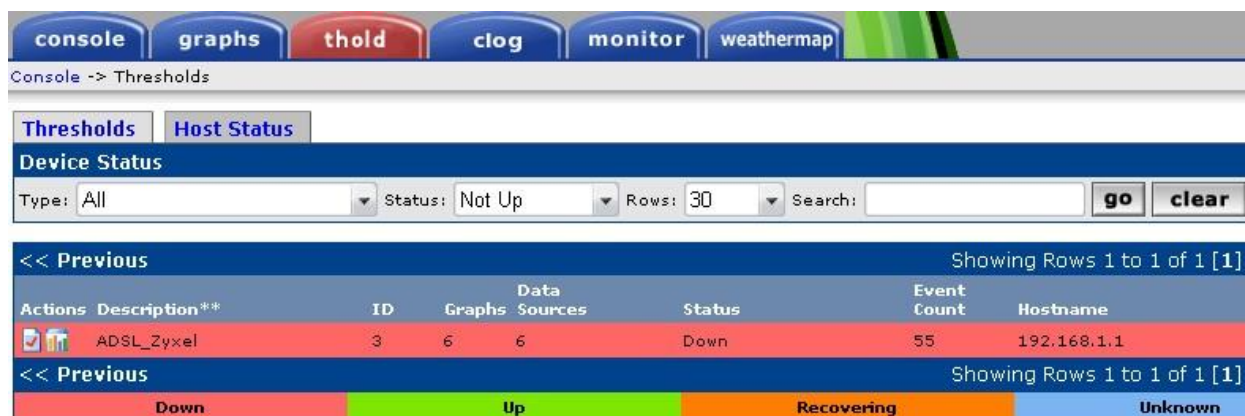 console graphs thold clog monitor weathermap
Console -> Thresholds
Thresholds Host Status
Device Status
Type: All Status: Not Up Rows: 30 Search: go clear
<< Previous Showing Rows 1 to 1 of 1 [1]
Actions Description** ID Graphs Data Sources Status Event Count Hostname
ADSL_Zyxel 3 6 6 Down 55 192.168.1.1
<< Previous Showing Rows 1 to 1 of 1 [1]
Down Up Recovering Unknown